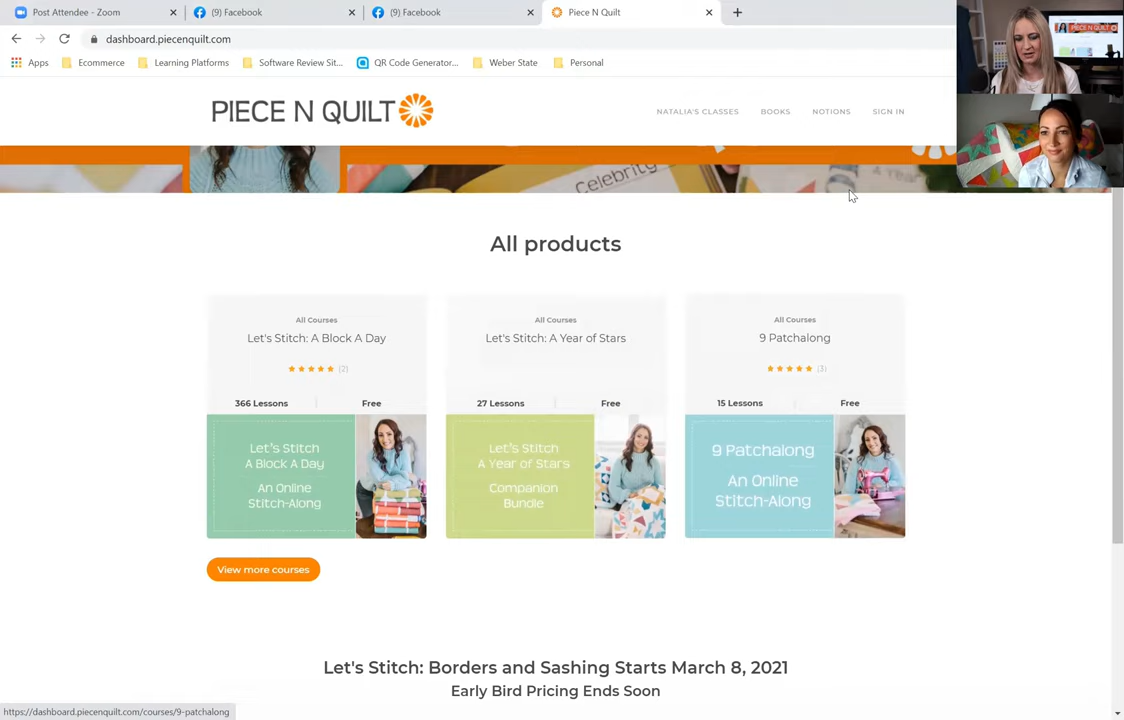 Post Attendee - Zoom
(9) Facebook
(9) Facebook
Piece N Quilt
dashboard.piecenquilt.com
Apps
Ecommerce
Learning Platforms
Software Review Sit...
QR Code Generator...
Weber State
Personal
PIECE N QUILT
NATALIA'S CLASSES
BOOKS
NOTIONS
SIGN IN
Celebrity
All products
All Courses
Let's Stitch: A Block A Day
(2)
366 Lessons
Free
Let's Stitch
A Block A Day
An Online
Stitch-Along
All Courses
Let's Stitch: A Year of Stars
27 Lessons
Free
Let's Stitch
A Year of Stars
Companion
Bundle
All Courses
9 Patchalong
(3)
15 Lessons
Free
9 Patchalong
An Online
Stitch-Along
View more courses
Let's Stitch: Borders and Sashing Starts March 8, 2021
Early Bird Pricing Ends Soon
https://dashboard.piecenquilt.com/courses/9-patchalong